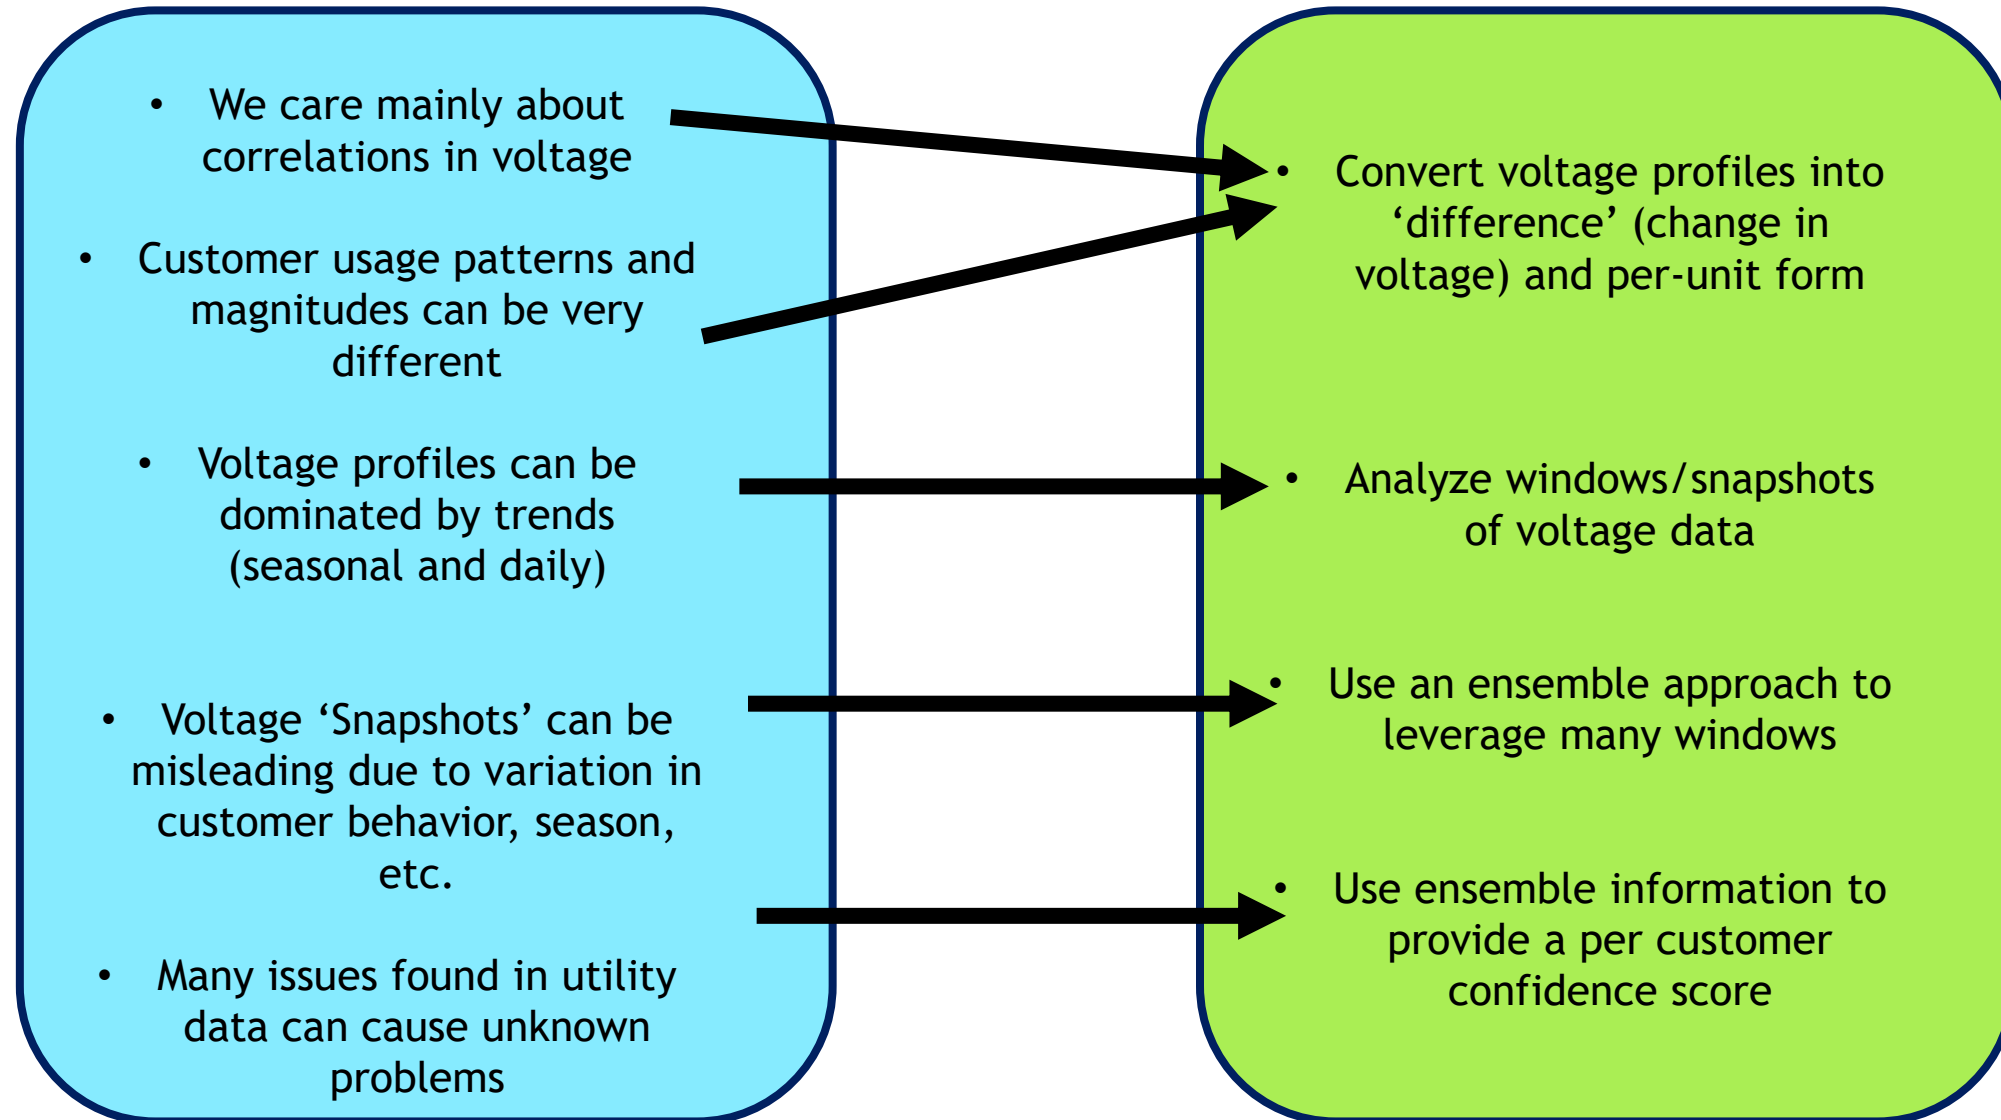 • We care mainly about
correlations in voltage
• Customer usage patterns and
magnitudes can be very
different
• Voltage profiles can be
dominated by trends
(seasonal and daily)
• Voltage ‘Snapshots’ can be
misleading due to variation in
customer behavior, season,
etc.
• Many issues found in utility
data can cause unknown
problems
• Convert voltage profiles into
‘difference’ (change in
voltage) and per-unit form
• Analyze windows/snapshots
of voltage data
• Use an ensemble approach to
leverage many windows
• Use ensemble information to
provide a per customer
confidence score